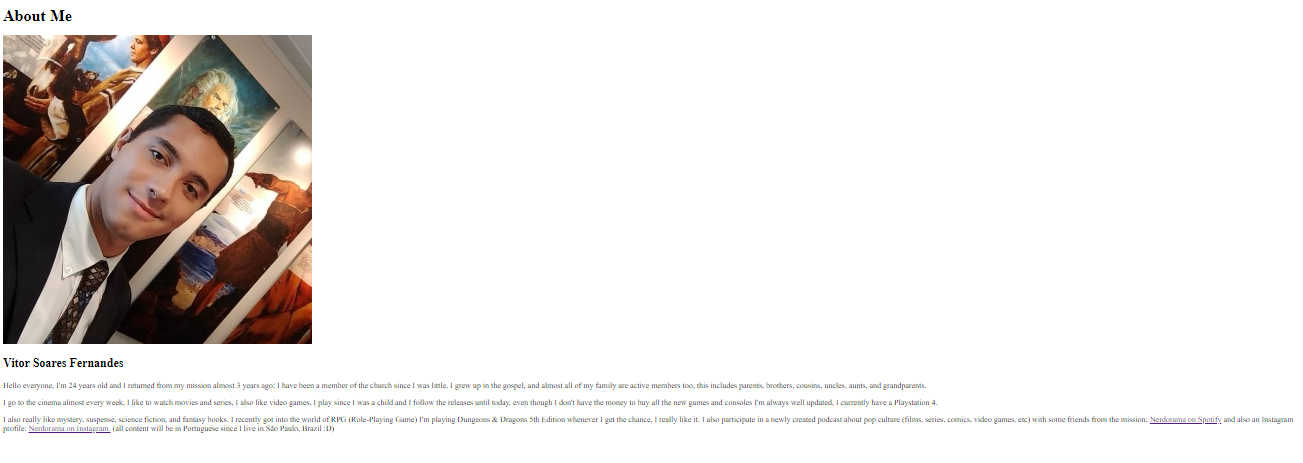 About Me
Vitor Soares Fernandes
Hello everyone, I'm 24 years old and I returned from my mission almost 3 years ago; I have been a member of the church since I was little, I grew up in the gospel, and almost all of my family are active members too, this includes parents, brothers, cousins, uncles, aunts, and grandparents.
I go to the cinema almost every week, I like to watch movies and series, I also like video games, I play since I was a child and I follow the releases until today, even though I don't have the money to buy all the new games and consoles I'm always well updated, I currently have a Playstation 4.
I also really like mystery, suspense, science fiction, and fantasy books. I recently got into the world of RPG (Role-Playing Game) I'm playing Dungeons & Dragons 5th Edition whenever I get the chance, I really like it. I also participate in a newly created podcast about pop culture (films, series, comics, video games, etc) with some friends from the mission: Nerdorama on Spotify and also an Instagram
profile: Nerdorama on Instagram. (all content will be in Portuguese since I live in São Paulo, Brazil :D)